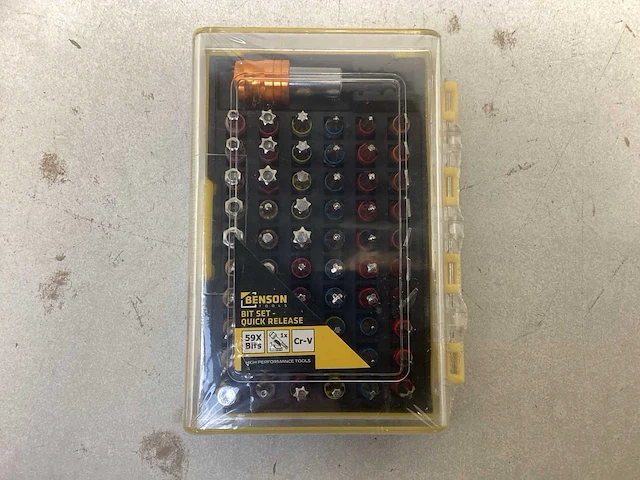 BENSON
TOOLS
BIT SET -
QUICK RELEASE
59X
Bits
1x
Cr-V
HIGH PERFORMANCE TOOLS